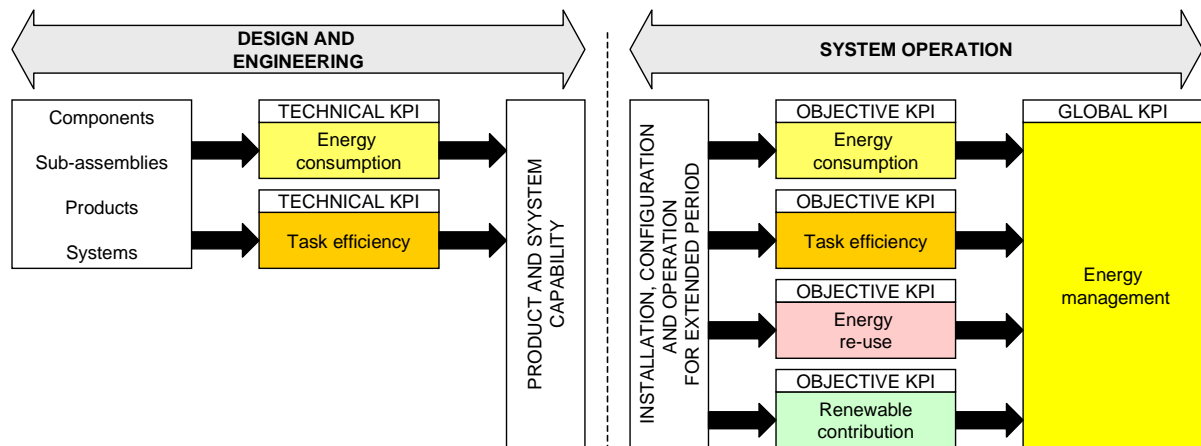 DESIGN AND
ENGINEERING
Components
Sub-assemblies
Products
Systems
TECHNICAL KPI
Energy
consumption
TECHNICAL KPI
Task efficiency
PRODUCT AND SYYSTEM
CAPABILITY
SYSTEM OPERATION
INSTALLATION, CONFIGURATION
AND OPERATION
FOR EXTENDED PERIOD
OBJECTIVE KPI
Energy
consumption
OBJECTIVE KPI
Task efficiency
OBJECTIVE KPI
Energy
re-use
OBJECTIVE KPI
Renewable
contribution
GLOBAL KPI
Energy
management